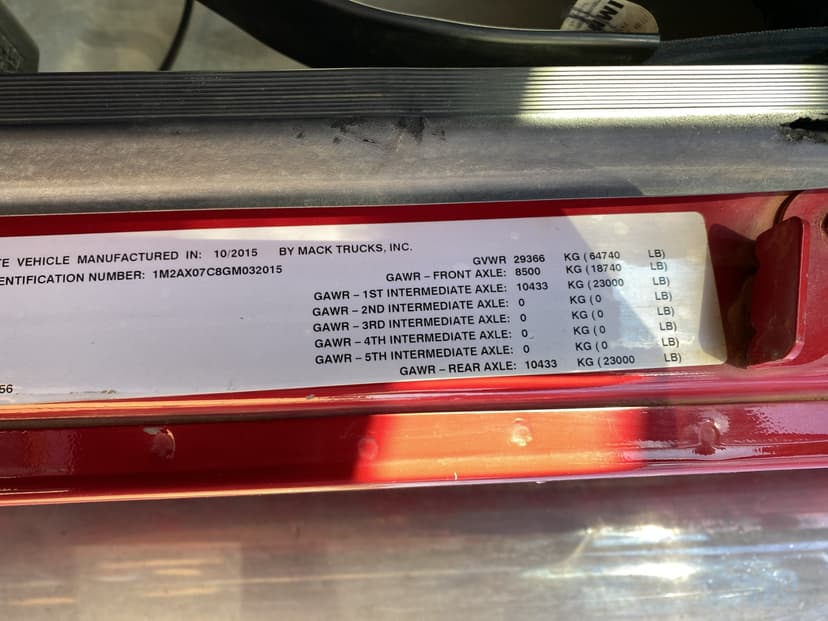 TE VEHICLE MANUFACTURED IN: 10/2015 BY MACK TRUCKS, INC.
ENTIFICATION NUMBER: 1M2AX07C8GM032015
GVWR 29366 KG ( 64740 LB)
GAWR – FRONT AXLE: 8500 KG ( 18740 LB)
GAWR – 1ST INTERMEDIATE AXLE: 10433 KG ( 23000 LB)
GAWR – 2ND INTERMEDIATE AXLE: 0 KG ( 0 LB)
GAWR – 3RD INTERMEDIATE AXLE: 0 KG ( 0 LB)
GAWR – 4TH INTERMEDIATE AXLE: 0 KG ( 0 LB)
GAWR – 5TH INTERMEDIATE AXLE: 0 KG ( 0 LB)
GAWR – REAR AXLE: 10433 KG ( 23000 LB)
56